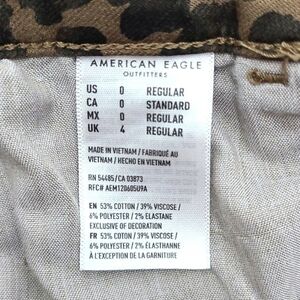 AMERICAN EAGLE
OUTFITTERS
US 0 REGULAR
CA 0 STANDARD
MX 0 REGULAR
UK 4 REGULAR
MADE IN VIETNAM / FABRIQUÉ AU
VIETNAM / HECHO EN VIETNAM
RN 54485/CA 03873
RFC# AEM120605U9A
EN 53% COTTON / 39% VISCOSE /
6% POLYESTER / 2% ELASTANE
EXCLUSIVE OF DECORATION
FR 53% COTON / 39% VISCOSE /
6% POLYESTER / 2% ÉLASTHANNE
À L'EXCEPTION DE LA GARNITURE